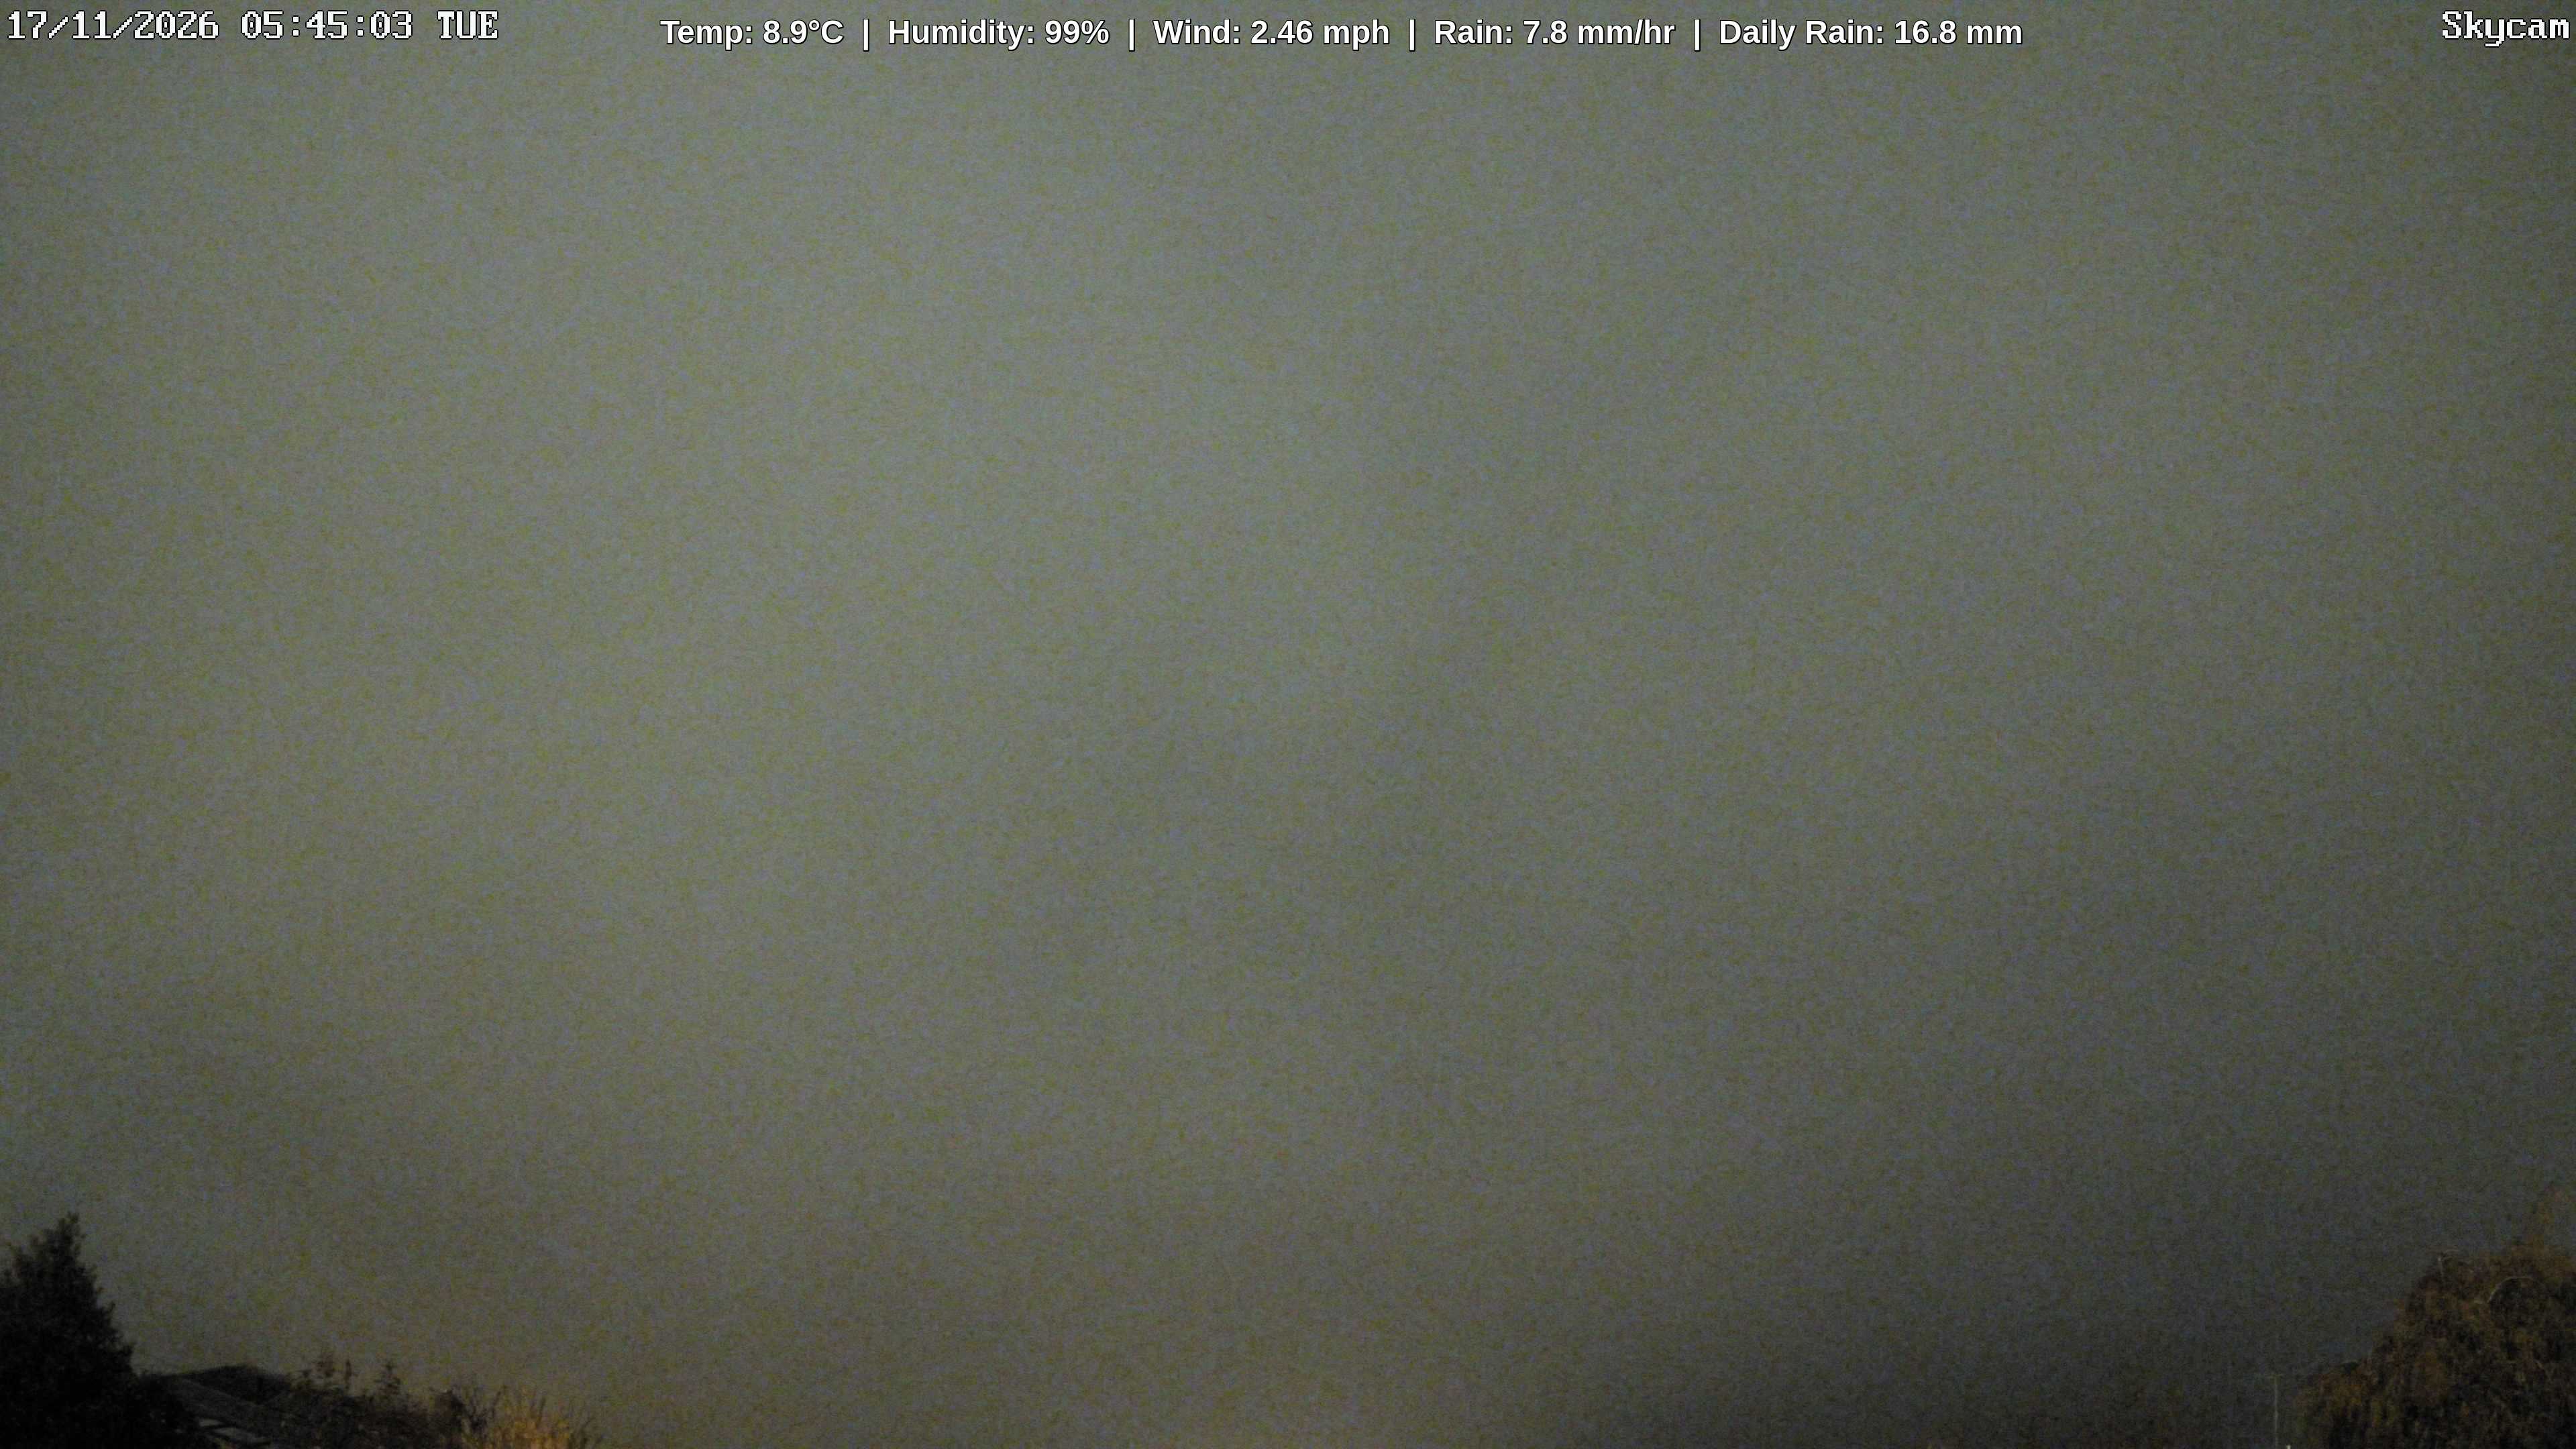 17/11/2026 05:45:03 TUE
Temp: 8.9°C | Humidity: 99% | Wind: 2.46 mph | Rain: 7.8 mm/hr | Daily Rain: 16.8 mm
Skycam